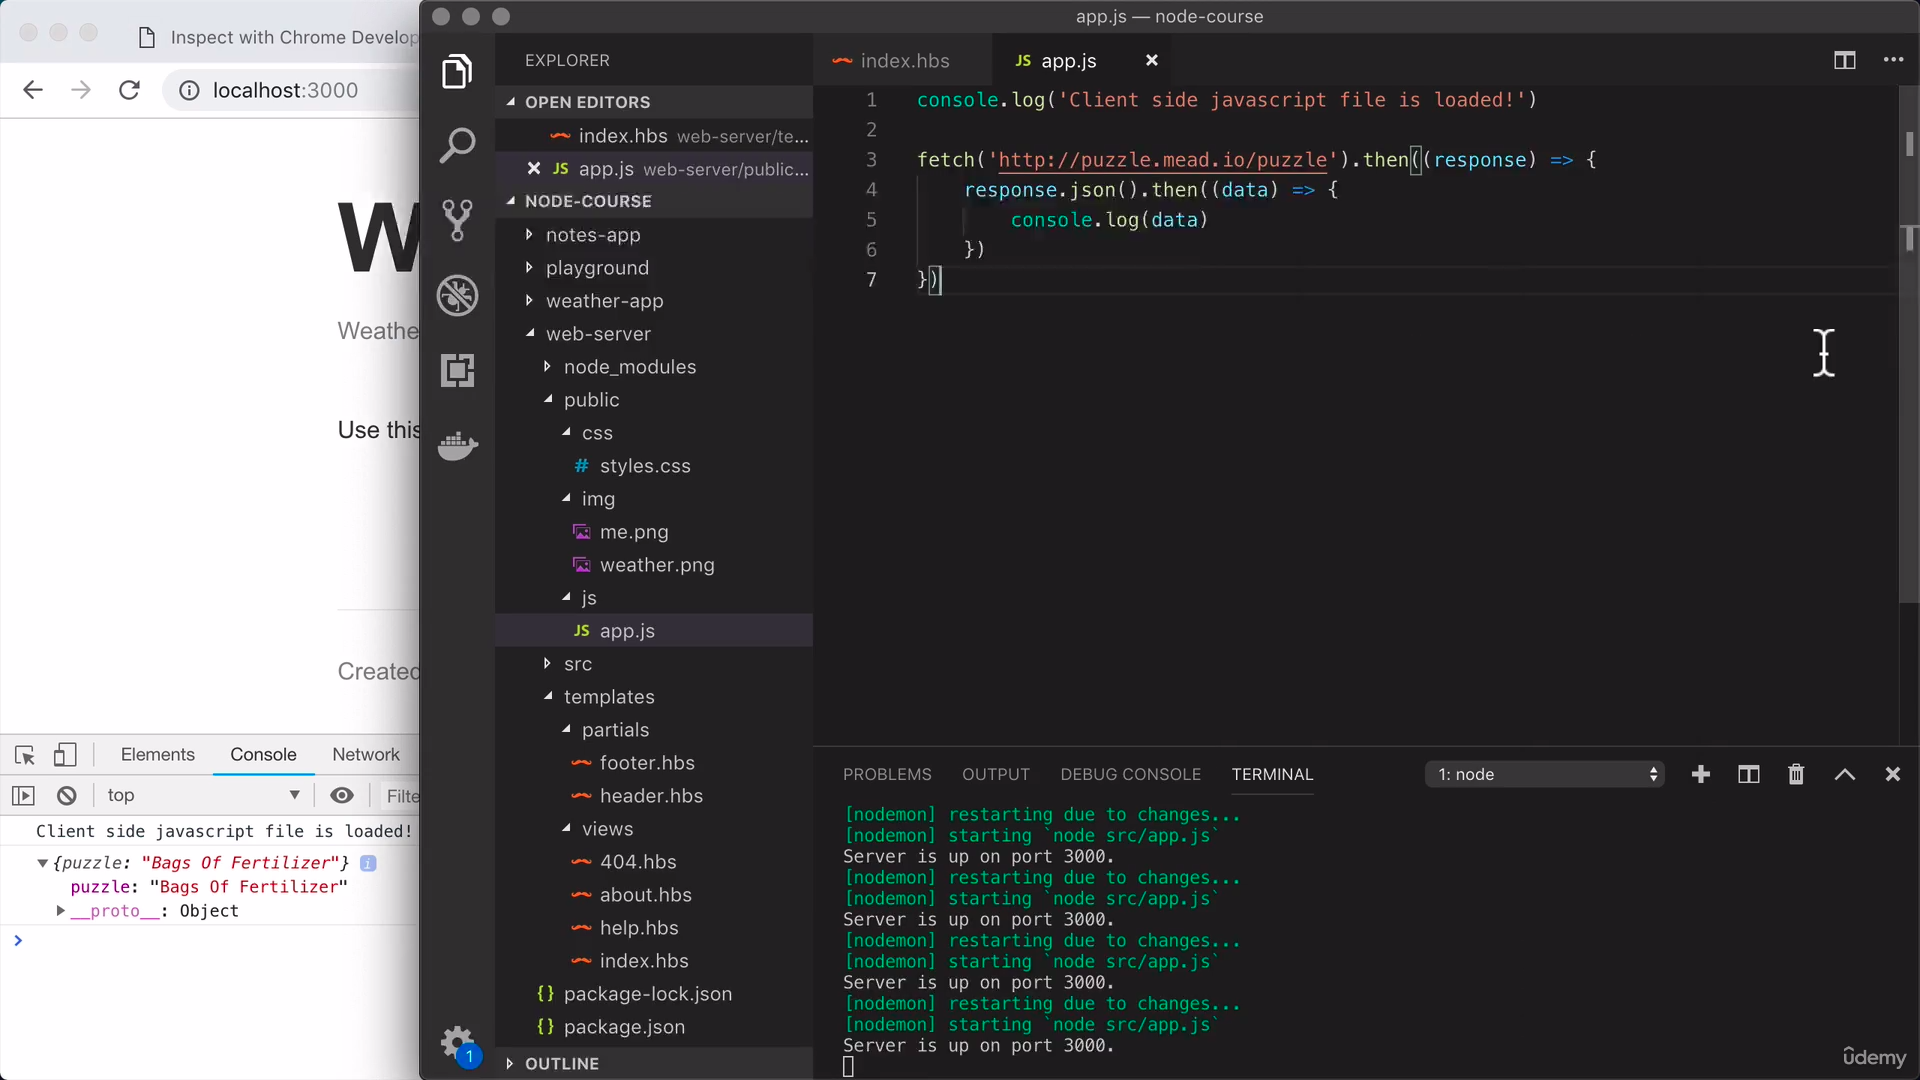 Inspect with Chrome Develop
localhost:3000
W
Weathe
Use this
Created
Elements
Console
Network
top
Filte
Client side javascript file is loaded!
{puzzle: "Bags Of Fertilizer"}
puzzle: "Bags Of Fertilizer"
__proto__: Object
app.js — node-course
EXPLORER
OPEN EDITORS
index.hbs web-server/te...
JS app.js web-server/public...
NODE-COURSE
notes-app
playground
weather-app
web-server
node_modules
public
css
# styles.css
img
me.png
weather.png
js
JS app.js
src
templates
partials
footer.hbs
header.hbs
views
404.hbs
about.hbs
help.hbs
index.hbs
{} package-lock.json
{} package.json
OUTLINE
1
index.hbs
JS app.js
1 console.log('Client side javascript file is loaded!')
2
3 fetch('http://puzzle.mead.io/puzzle').then((response) => {
4 response.json().then((data) => {
5 console.log(data)
6 })
7 })
PROBLEMS
OUTPUT
DEBUG CONSOLE
TERMINAL
1: node
[nodemon] restarting due to changes...
[nodemon] starting `node src/app.js`
Server is up on port 3000.
[nodemon] restarting due to changes...
[nodemon] starting `node src/app.js`
Server is up on port 3000.
[nodemon] restarting due to changes...
[nodemon] starting `node src/app.js`
Server is up on port 3000.
[nodemon] restarting due to changes...
[nodemon] starting `node src/app.js`
Server is up on port 3000.
ûdemy